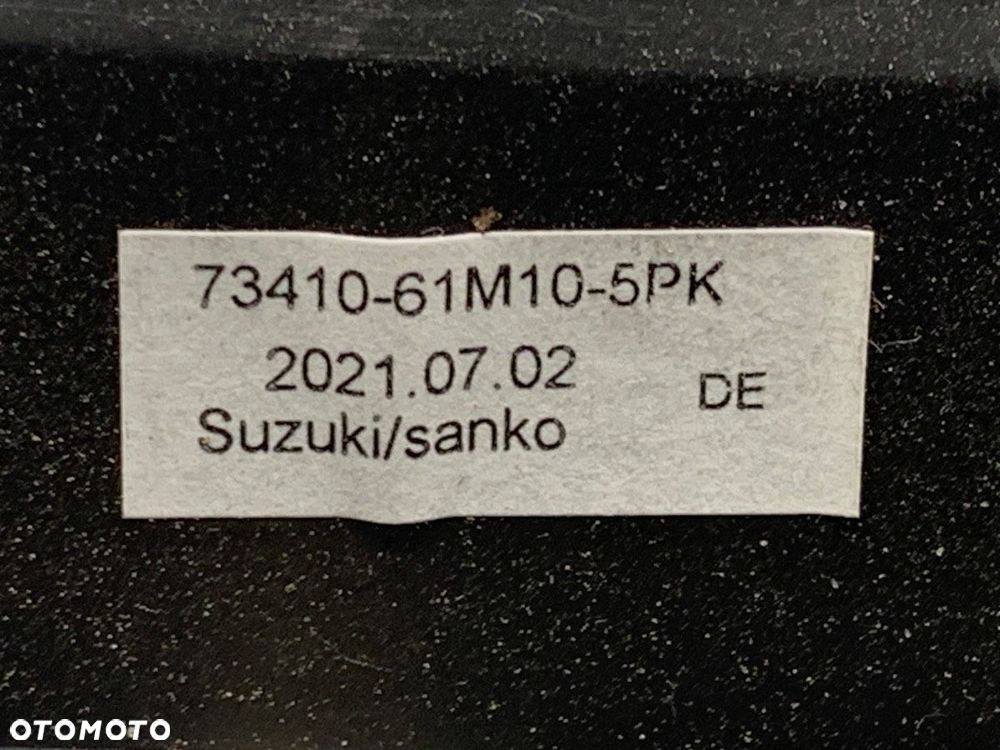 73410-61M10-5PK
2021.07.02
DE
Suzuki/sanko
OTOMOTO